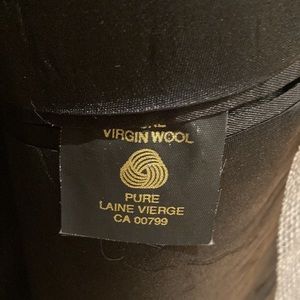 VIRGIN WOOL
PURE
LAINE VIERGE
CA 00799